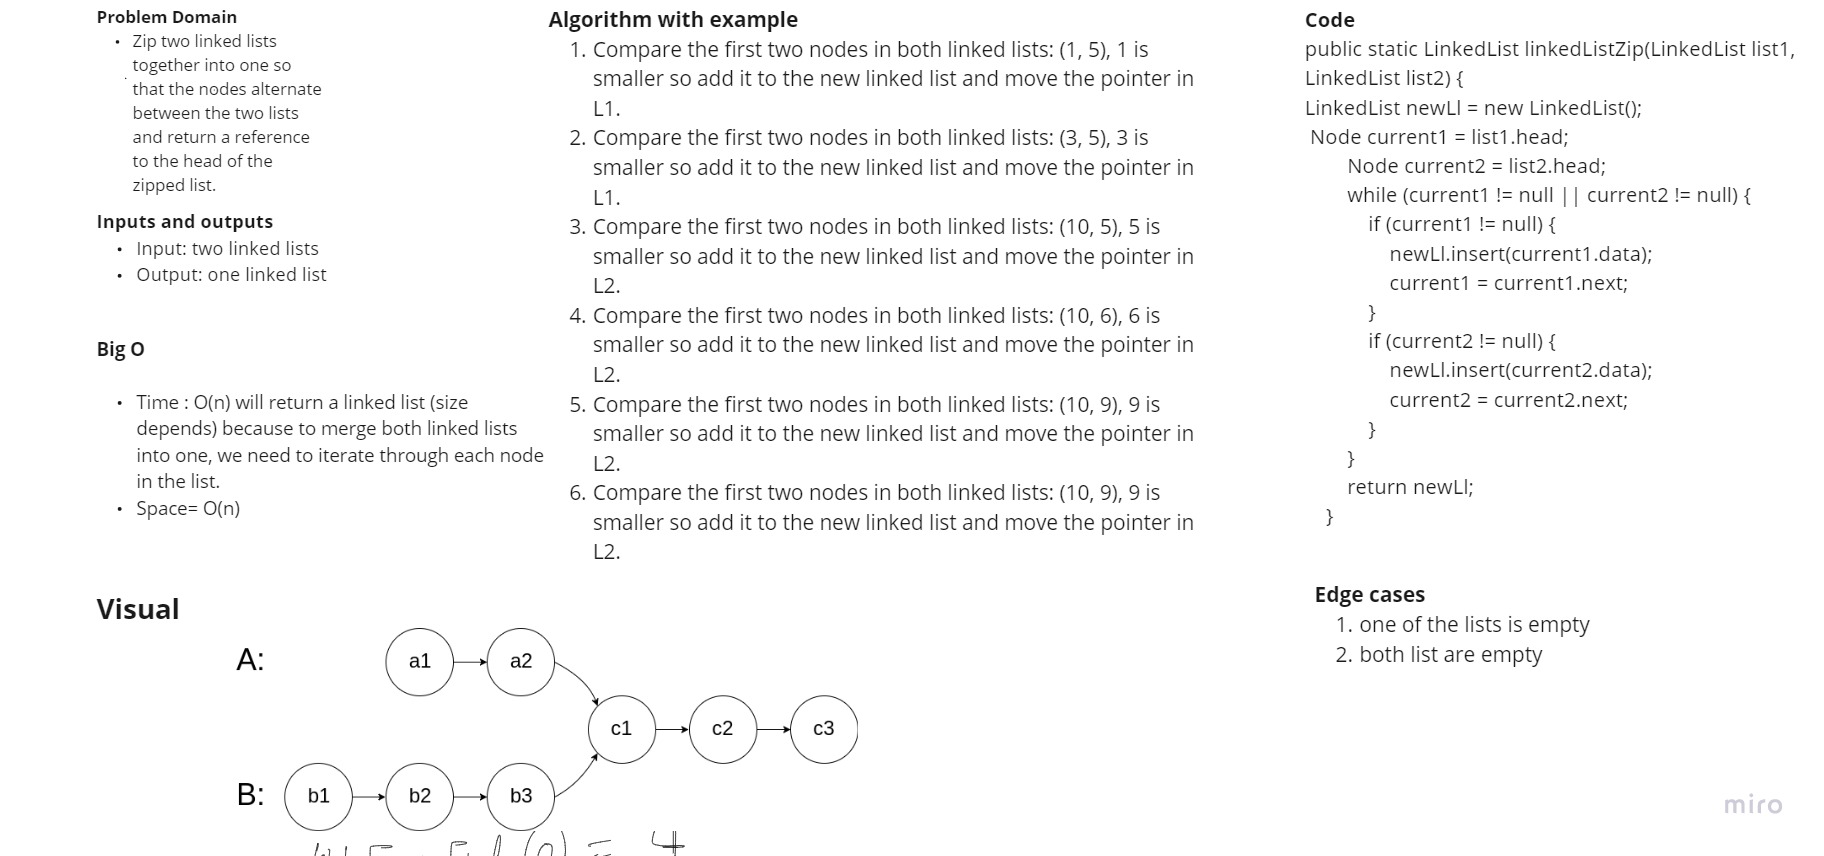 Problem Domain
• Zip two linked lists
together into one so
that the nodes alternate
between the two lists
and return a reference
to the head of the
zipped list.
Inputs and outputs
• Input: two linked lists
• Output: one linked list
Big O
• Time : O(n) will return a linked list (size
depends) because to merge both linked lists
into one, we need to iterate through each node
in the list.
• Space= O(n)
Algorithm with example
1. Compare the first two nodes in both linked lists: (1, 5), 1 is
smaller so add it to the new linked list and move the pointer in
L1.
2. Compare the first two nodes in both linked lists: (3, 5), 3 is
smaller so add it to the new linked list and move the pointer in
L1.
3. Compare the first two nodes in both linked lists: (10, 5), 5 is
smaller so add it to the new linked list and move the pointer in
L2.
4. Compare the first two nodes in both linked lists: (10, 6), 6 is
smaller so add it to the new linked list and move the pointer in
L2.
5. Compare the first two nodes in both linked lists: (10, 9), 9 is
smaller so add it to the new linked list and move the pointer in
L2.
6. Compare the first two nodes in both linked lists: (10, 9), 9 is
smaller so add it to the new linked list and move the pointer in
L2.
Code
public static LinkedList linkedListZip(LinkedList list1,
LinkedList list2) {
LinkedList newLl = new LinkedList();
Node current1 = list1.head;
Node current2 = list2.head;
while (current1 != null || current2 != null) {
if (current1 != null) {
newLl.insert(current1.data);
current1 = current1.next;
}
if (current2 != null) {
newLl.insert(current2.data);
current2 = current2.next;
}
}
return newLl;
}
Edge cases
1. one of the lists is empty
2. both list are empty
Visual
A:
a1 a2
c1 c2 c3
B:
b1 b2 b3
miro